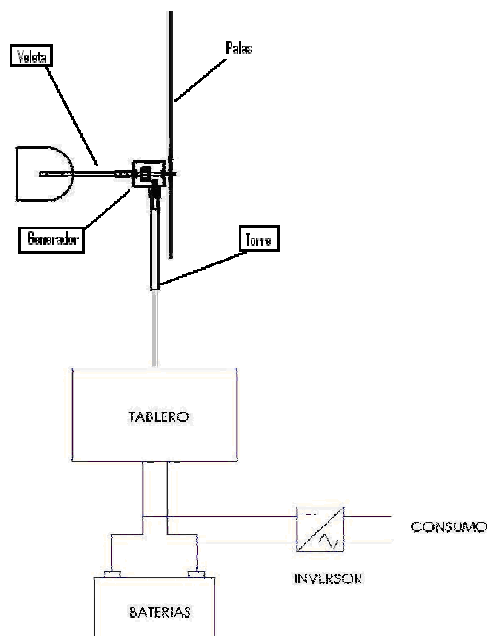 Veleta
Palas
Generador
Torre
TABLERO
CONSUMO
INVERSOR
BATERIAS